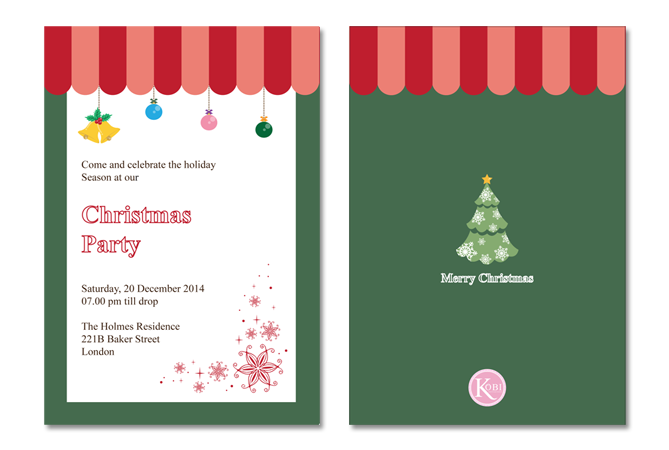 Come and celebrate the holiday
Season at our
Christmas
Party
Saturday, 20 December 2014
07.00 pm till drop
The Holmes Residence
221B Baker Street
London
Merry Christmas
KOBI